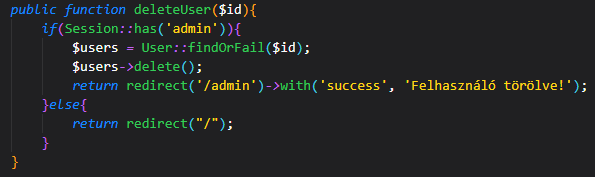 public function deleteUser($id){
if(Session::has('admin')){
$users = User::findOrFail($id);
$users->delete();
return redirect('/admin')->with('success', 'Felhasználó törölve!');
}else{
return redirect("/");
}
}